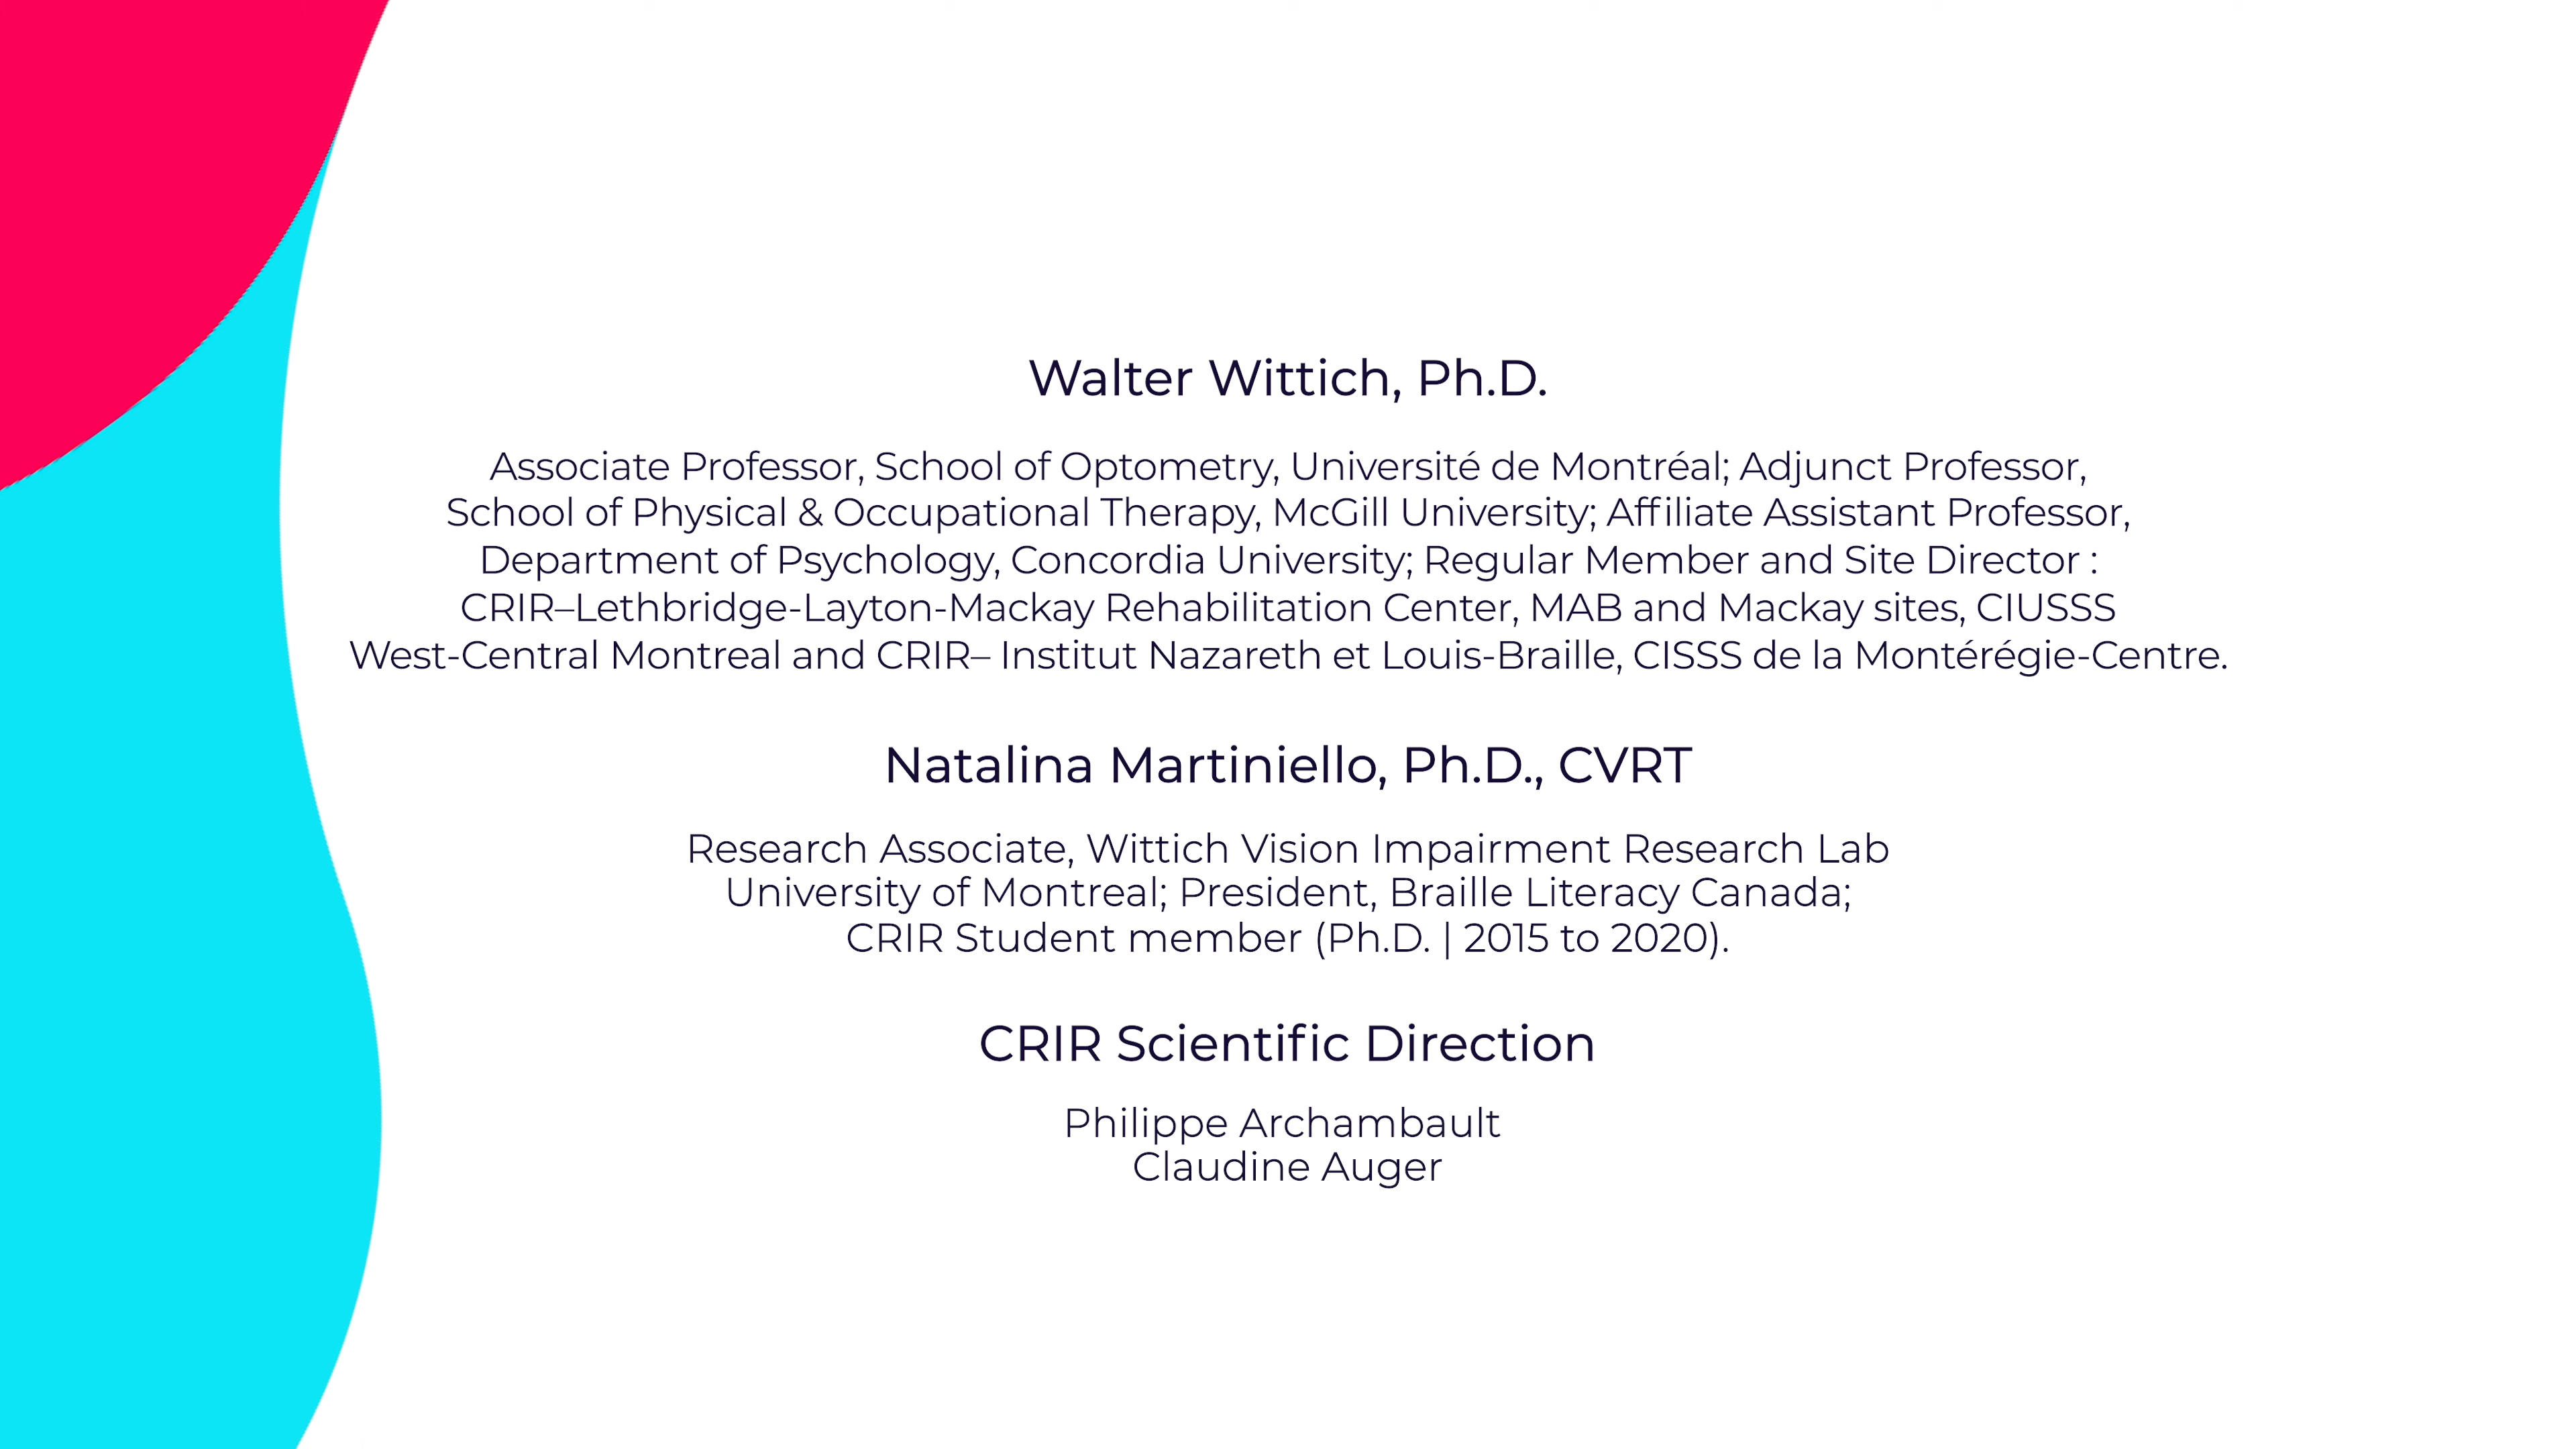 Walter Wittich, Ph.D.
Associate Professor, School of Optometry, Université de Montréal; Adjunct Professor,
School of Physical & Occupational Therapy, McGill University; Affiliate Assistant Professor,
Department of Psychology, Concordia University; Regular Member and Site Director :
CRIR–Lethbridge-Layton-Mackay Rehabilitation Center, MAB and Mackay sites, CIUSSS
West-Central Montreal and CRIR– Institut Nazareth et Louis-Braille, CISSS de la Montérégie-Centre.
Natalina Martiniello, Ph.D., CVRT
Research Associate, Wittich Vision Impairment Research Lab
University of Montreal; President, Braille Literacy Canada;
CRIR Student member (Ph.D. | 2015 to 2020).
CRIR Scientific Direction
Philippe Archambault
Claudine Auger